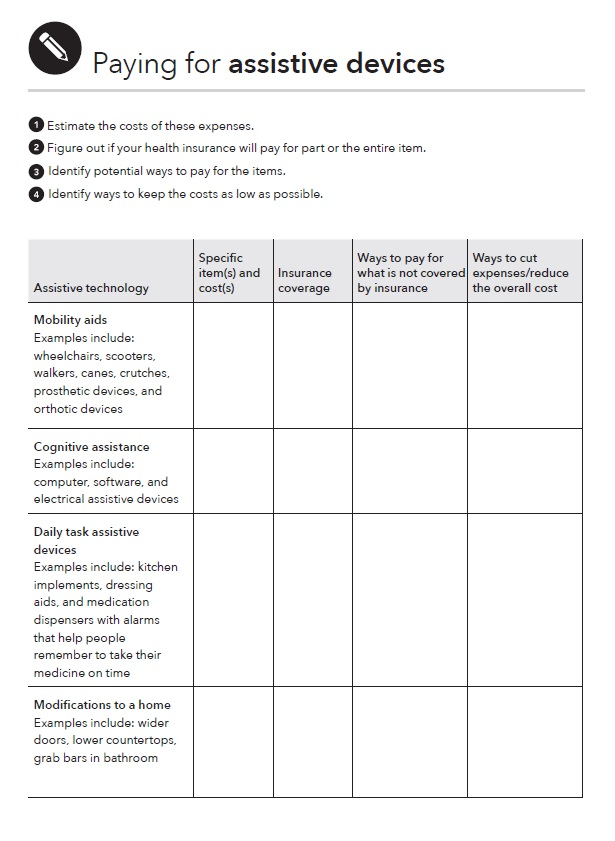 Paying for assistive devices
1 Estimate the costs of these expenses.
2 Figure out if your health insurance will pay for part or the entire item.
3 Identify potential ways to pay for the items.
4 Identify ways to keep the costs as low as possible.
Assistive technology
Specific
item(s) and
cost(s)
Insurance
coverage
Ways to pay for
what is not covered
by insurance
Ways to cut
expenses/reduce
the overall cost
Mobility aids
Examples include:
wheelchairs, scooters,
walkers, canes, crutches,
prosthetic devices, and
orthotic devices
Cognitive assistance
Examples include:
computer, software, and
electrical assistive devices
Daily task assistive
devices
Examples include: kitchen
implements, dressing
aids, and medication
dispensers with alarms
that help people
remember to take their
medicine on time
Modifications to a home
Examples include: wider
doors, lower countertops,
grab bars in bathroom